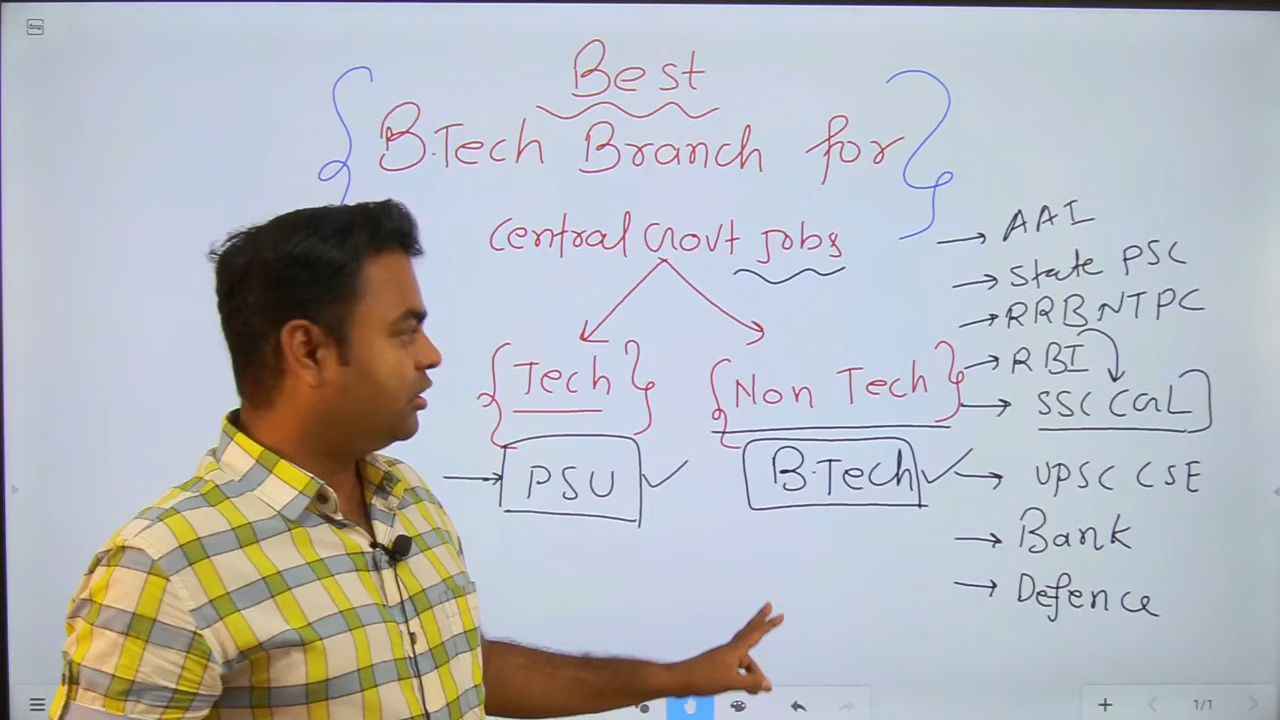 Best
B.Tech Branch for
Central Govt Jobs
Tech
Non Tech
PSU
B.Tech
AAI
State PSC
RRB NTPC
RBI
SSC CGL
UPSC CSE
Bank
Defence
1/1